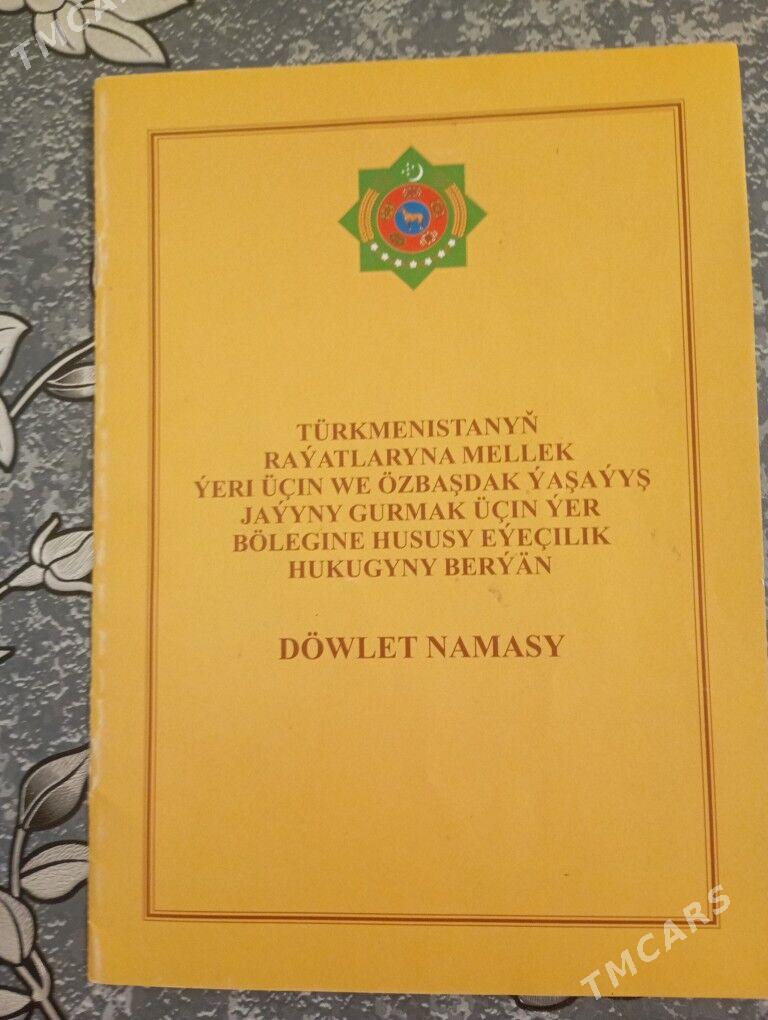 TMCARS
TÜRKMENISTANYŇ
RAÝATLARYNA MELLEK
ÝERI ÜÇIN WE ÖZBAŞDAK ÝAŞAÝYŞ
JAÝYNY GURMAK ÜÇIN ÝER
BÖLEGINE HUSUSY EÝEÇILIK
HUKUGYNY BERÝÄN
DÖWLET NAMASY
TMCARS